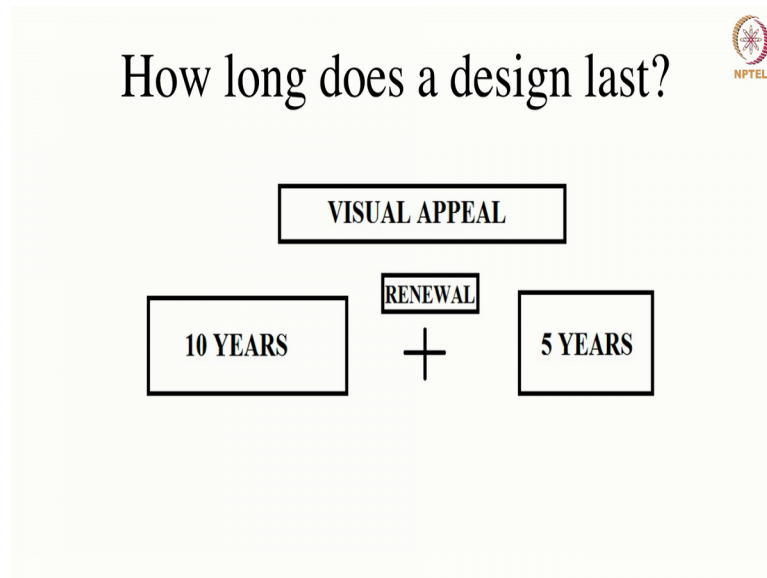 How long does a design last?
NPTEL
VISUAL APPEAL
RENEWAL
10 YEARS + 5 YEARS